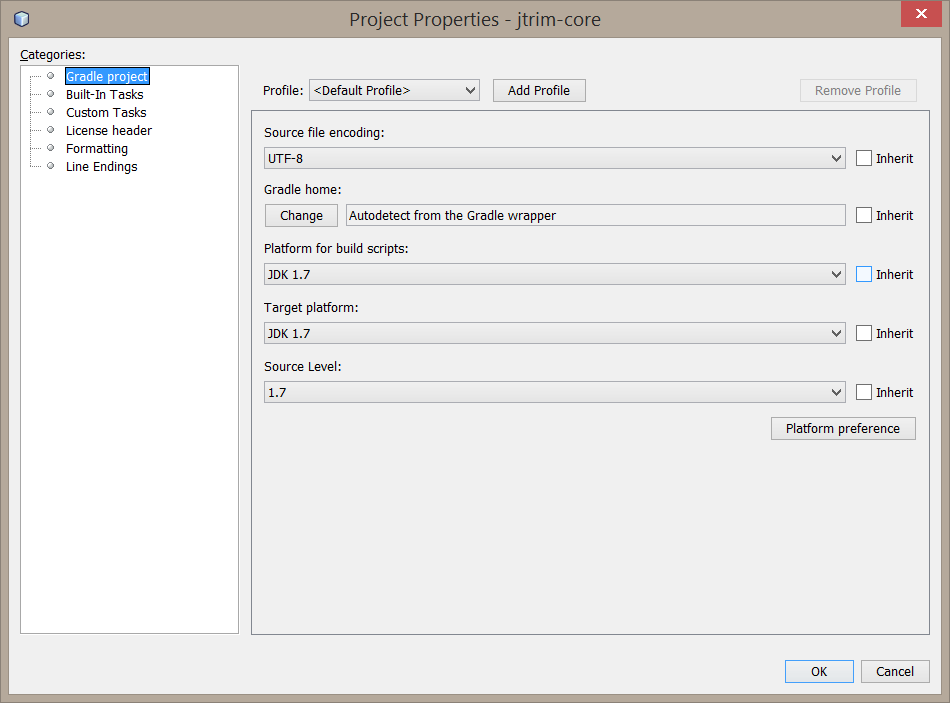 Project Properties - jtrim-core
Categories:
Gradle project
Built-In Tasks
Custom Tasks
License header
Formatting
Line Endings
Profile: <Default Profile> Add Profile Remove Profile
Source file encoding:
UTF-8 Inherit
Gradle home:
Change Autodetect from the Gradle wrapper Inherit
Platform for build scripts:
JDK 1.7 Inherit
Target platform:
JDK 1.7 Inherit
Source Level:
1.7 Inherit
Platform preference
OK Cancel